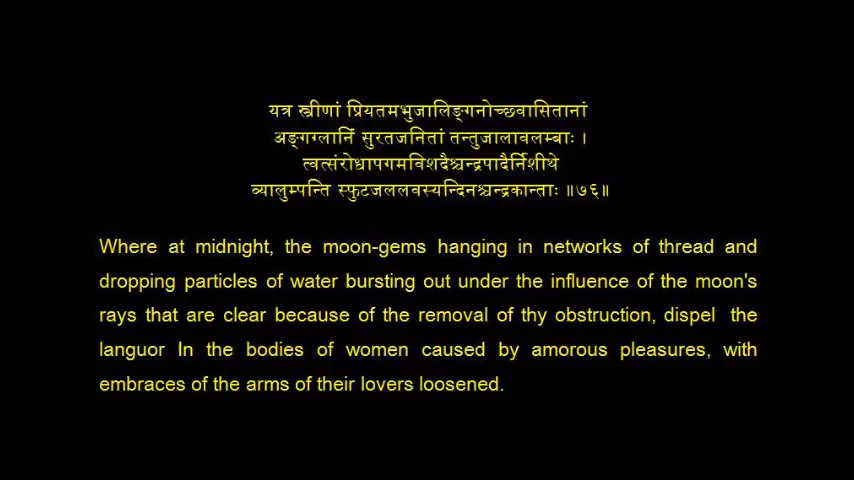 यत्र स्त्रीणां प्रियतमभुजालिङ्गनोच्छवासितानां
अङ्गग्लानिं सुरतजनितां तन्तुजालावलम्बाः ।
त्वत्संरोधापगमविशदैश्चन्द्रपादैर्निशीथे
व्यालुम्पन्ति स्फुटजललवस्यन्दिनश्चन्द्रकान्ताः ॥७६॥
Where at midnight, the moon-gems hanging in networks of thread and
dropping particles of water bursting out under the influence of the moon's
rays that are clear because of the removal of thy obstruction, dispel the
languor In the bodies of women caused by amorous pleasures, with
embraces of the arms of their lovers loosened.